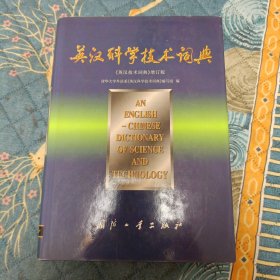 英汉科学技术词典
《英汉技术词典》增订版
清华大学外语系《英汉科学技术词典》编写组 编
AN
ENGLISH
-CHINESE
DICTIONARY
OF SCIENCE
AND
TECHNOLOGY
国防工业出版社